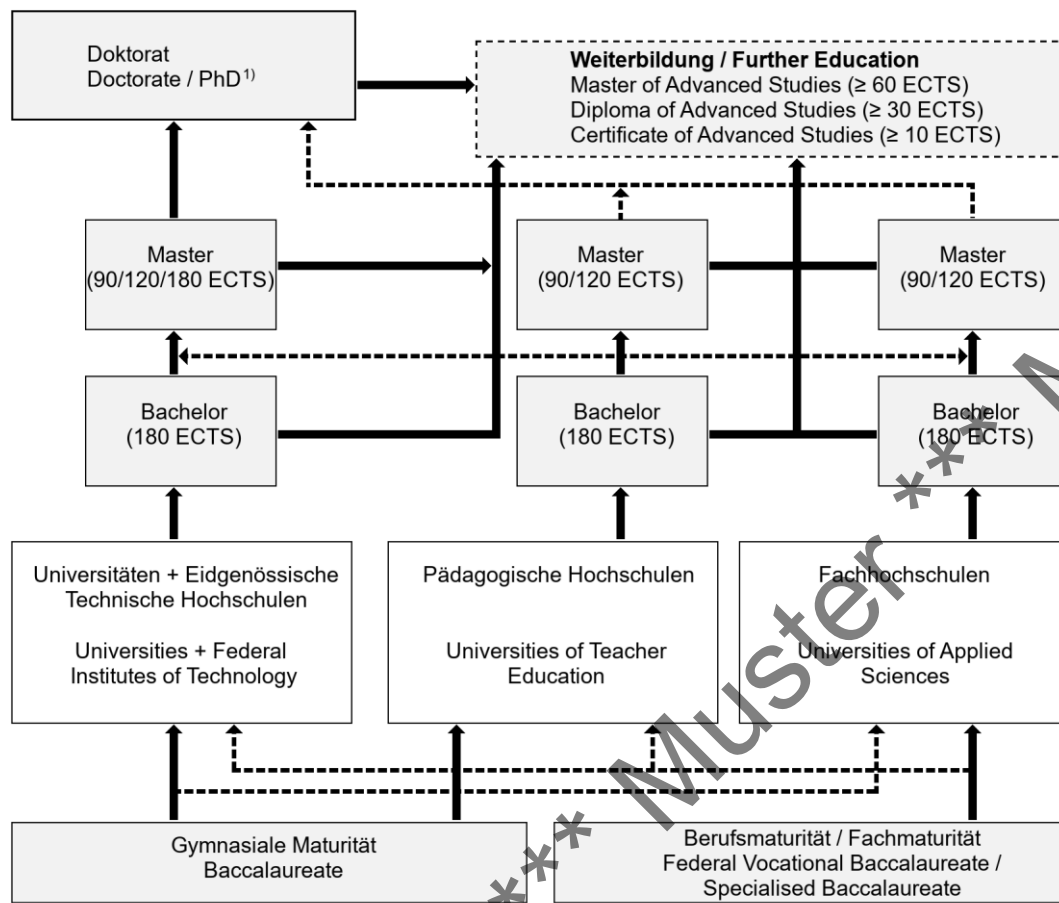 Doktorat
Doctorate / PhD 1)
Weiterbildung / Further Education
Master of Advanced Studies (≥ 60 ECTS)
Diploma of Advanced Studies (≥ 30 ECTS)
Certificate of Advanced Studies (≥ 10 ECTS)
Master
(90/120/180 ECTS)
Master
(90/120 ECTS)
Master
(90/120 ECTS)
Bachelor
(180 ECTS)
Bachelor
(180 ECTS)
Bachelor
(180 ECTS)
Universitäten + Eidgenössische
Technische Hochschulen
Universities + Federal
Institutes of Technology
Pädagogische Hochschulen
Universities of Teacher
Education
Fachhochschulen
Universities of Applied
Sciences
Gymnasiale Maturität
Baccalaureate
Berufsmaturität / Fachmaturität
Federal Vocational Baccalaureate /
Specialised Baccalaureate
*** Muster *** M